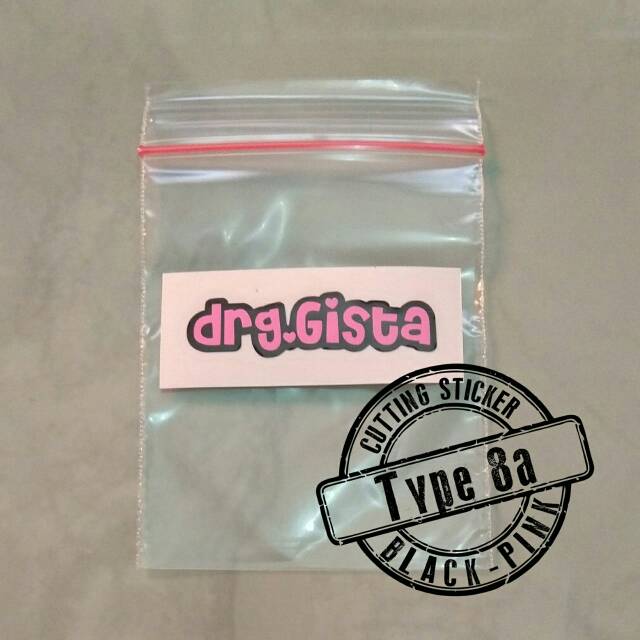 drg.Gista
CUTTING STICKER
Type 8a
BLACK-PINK